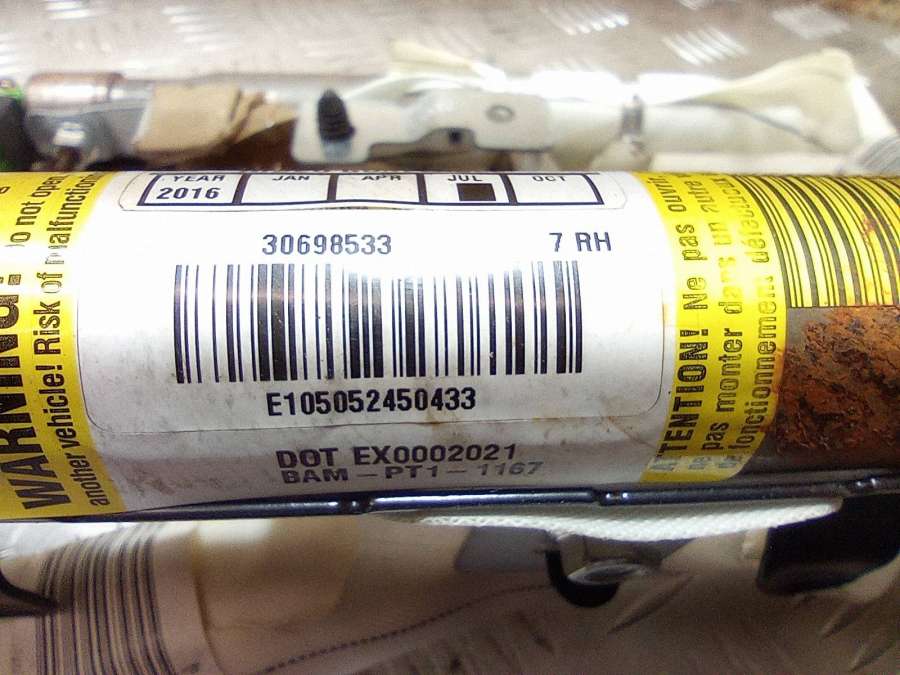 YEAR JAN APR JUL OCT
2016
30698533 7 RH
E105052450433
DOT EX0002021
BAM-PT1-1167
WARNING!
not open
another vehicle! Risk of malfunction
ATTENTION! Ne pas ouvrir
pas monter dans un autre
fonctionnement défectueux